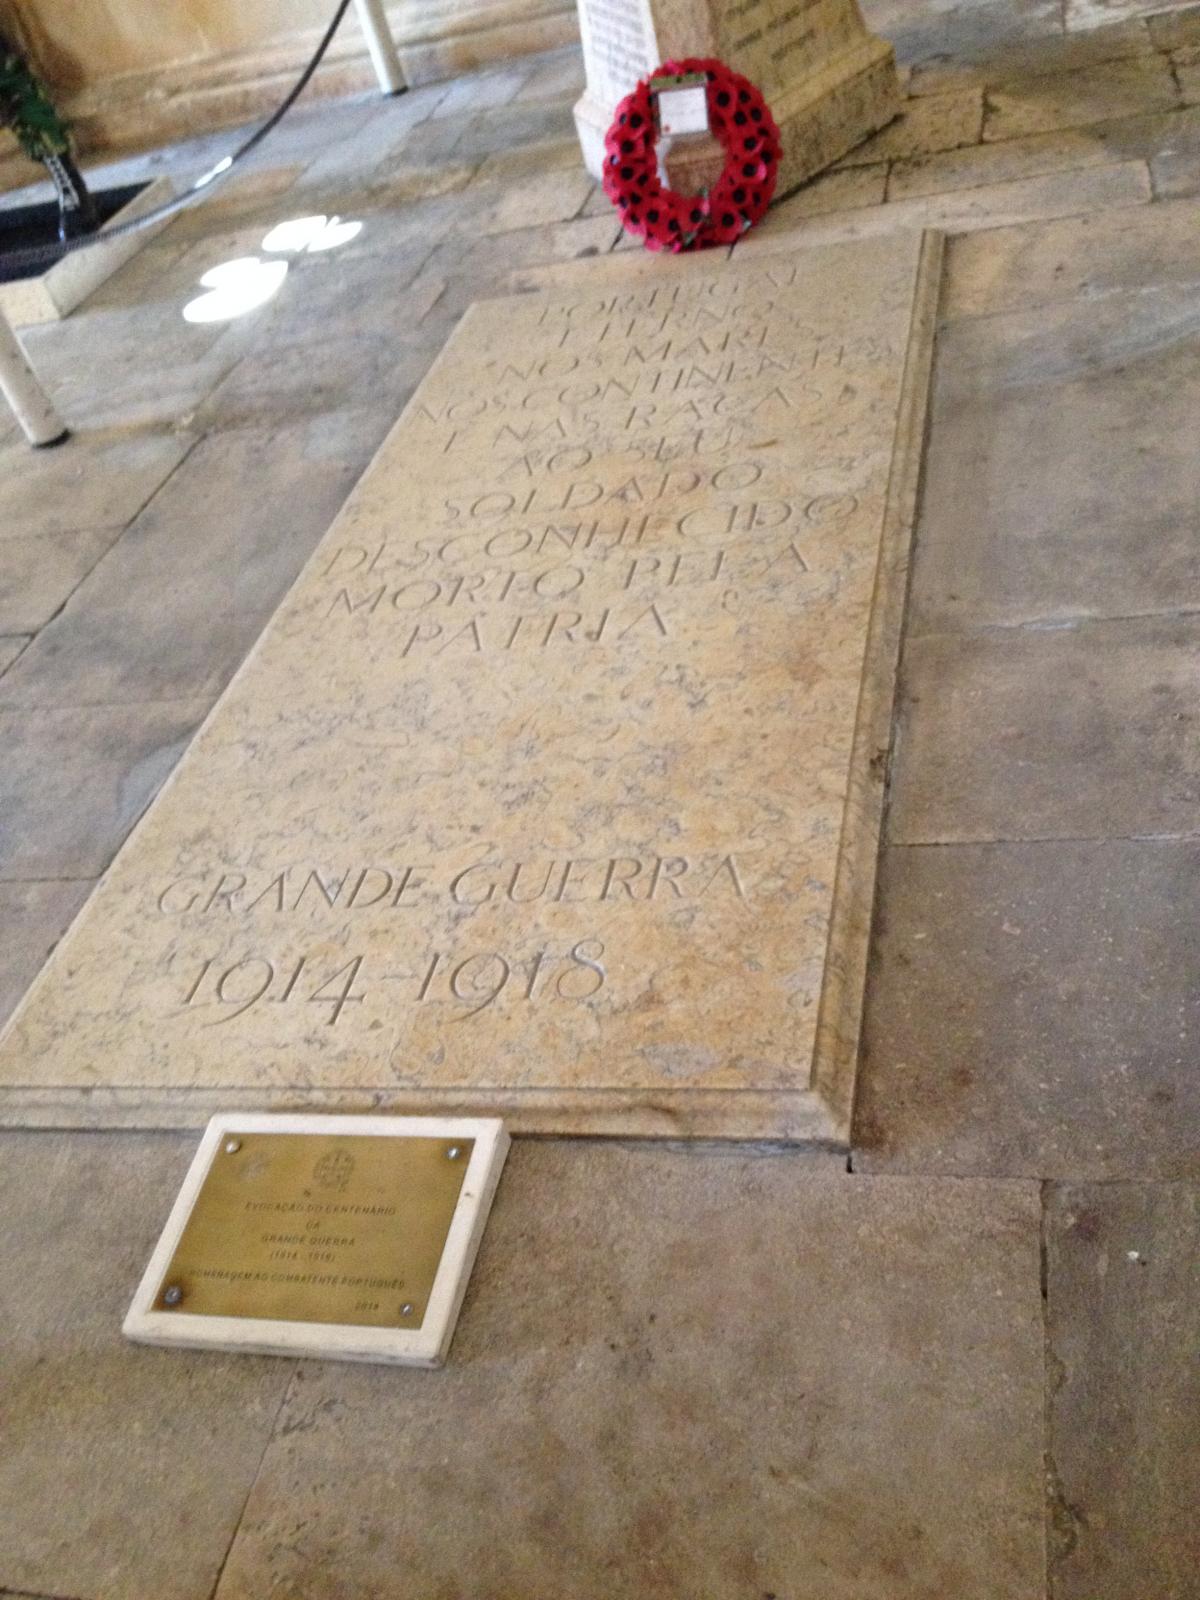 PORTUGAL
ETERNO
NOS MARES
NOS CONTINENTES
E NAS RAÇAS
AO SEU
SOLDADO
DESCONHECIDO
MORTO PELA
PÁTRIA
GRANDE GUERRA
1914-1918
EVOCAÇÃO DO CENTENÁRIO
DA
GRANDE GUERRA
(1914 - 1918)
HOMENAGEM AO COMBATENTE PORTUGUÊS